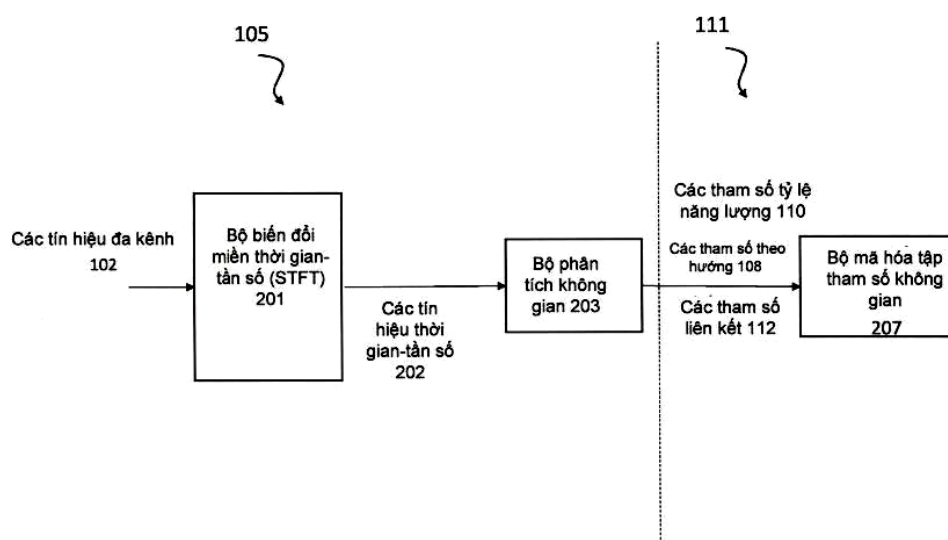 105
111
Các tín hiệu đa kênh
102
Bộ biến đổi
miền thời gian-
tần số (STFT)
201
Các tín
hiệu thời
gian-tần số
202
Bộ phân
tích không
gian 203
Các tham số tỷ lệ
năng lượng 110
Các tham số theo
hướng 108
Các tham số
liên kết 112
Bộ mã hóa tập
tham số không
gian
207